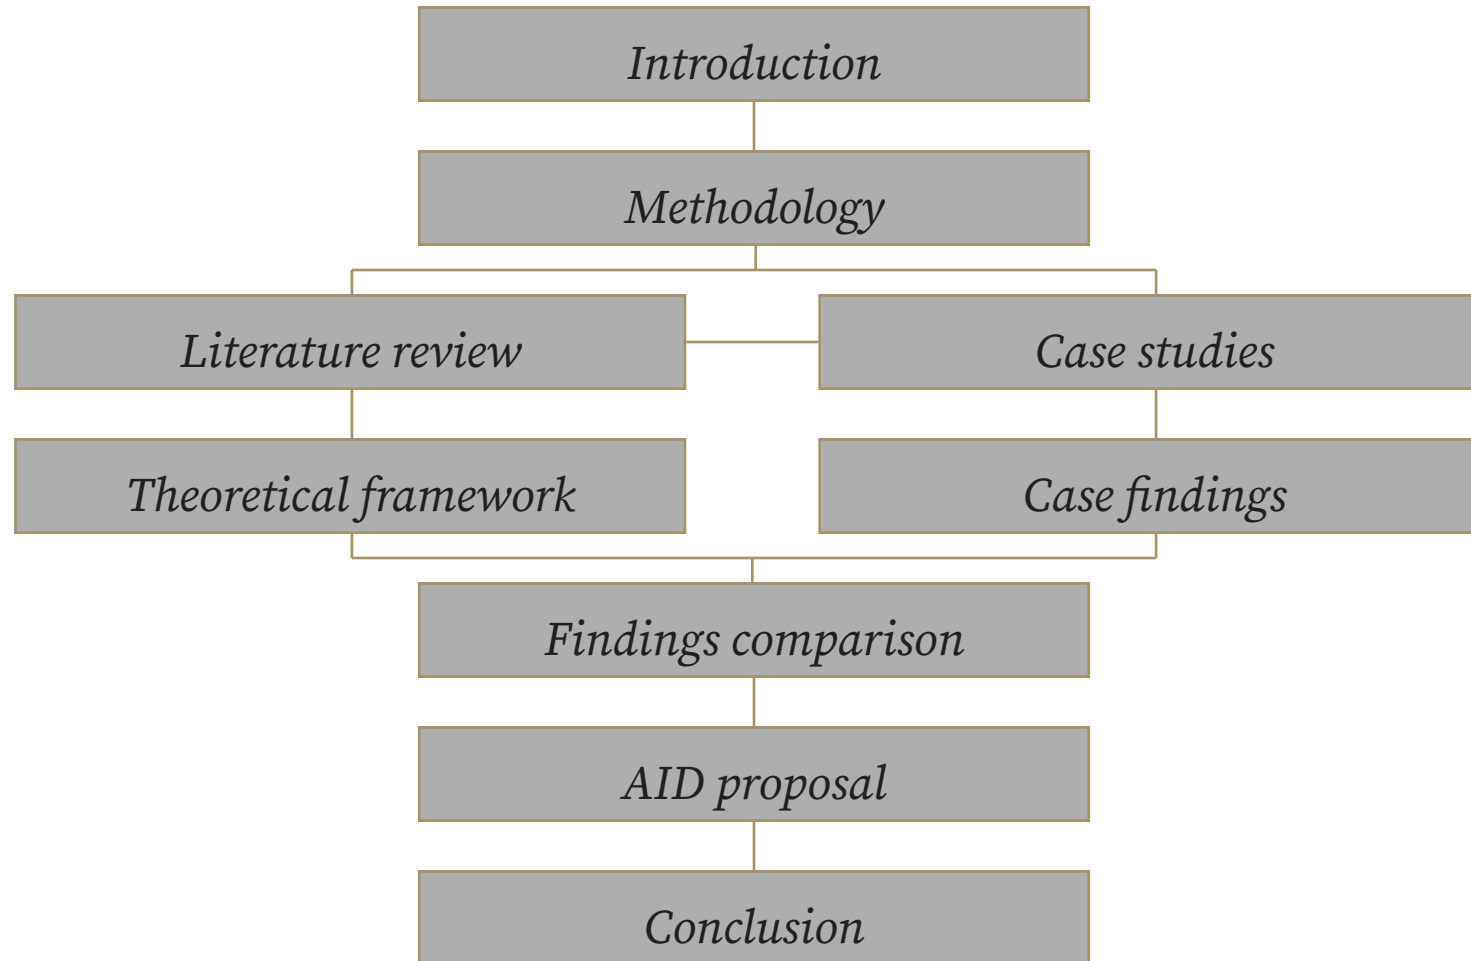 Introduction
Methodology
Literature review
Case studies
Theoretical framework
Case findings
Findings comparison
AID proposal
Conclusion